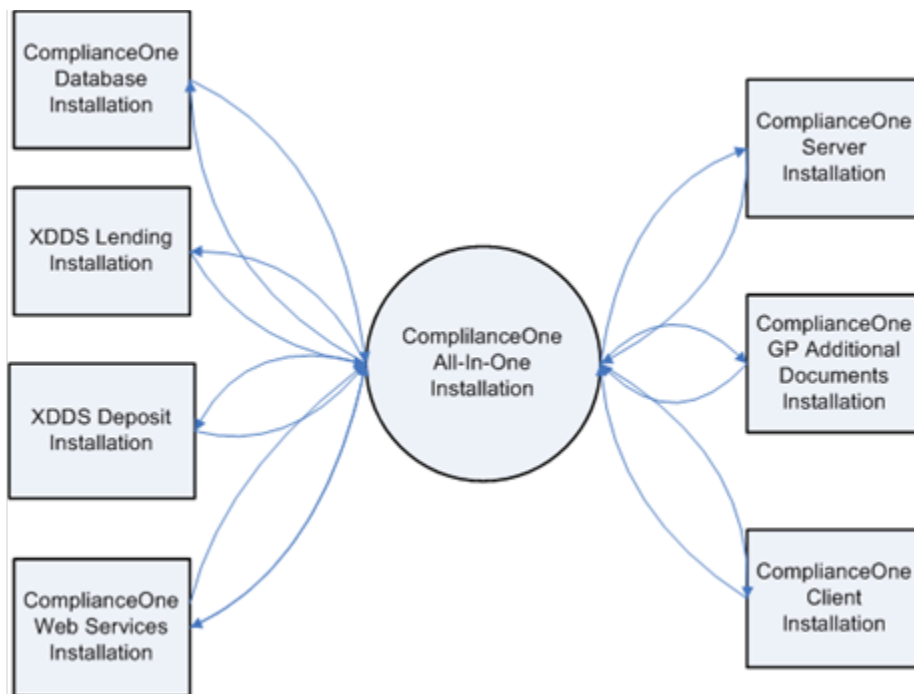 ComplianceOne
Database
Installation
XDDS Lending
Installation
XDDS Deposit
Installation
ComplianceOne
Web Services
Installation
ComplilanceOne
All-In-One
Installation
ComplianceOne
Server
Installation
ComplianceOne
GP Additional
Documents
Installation
ComplianceOne
Client
Installation